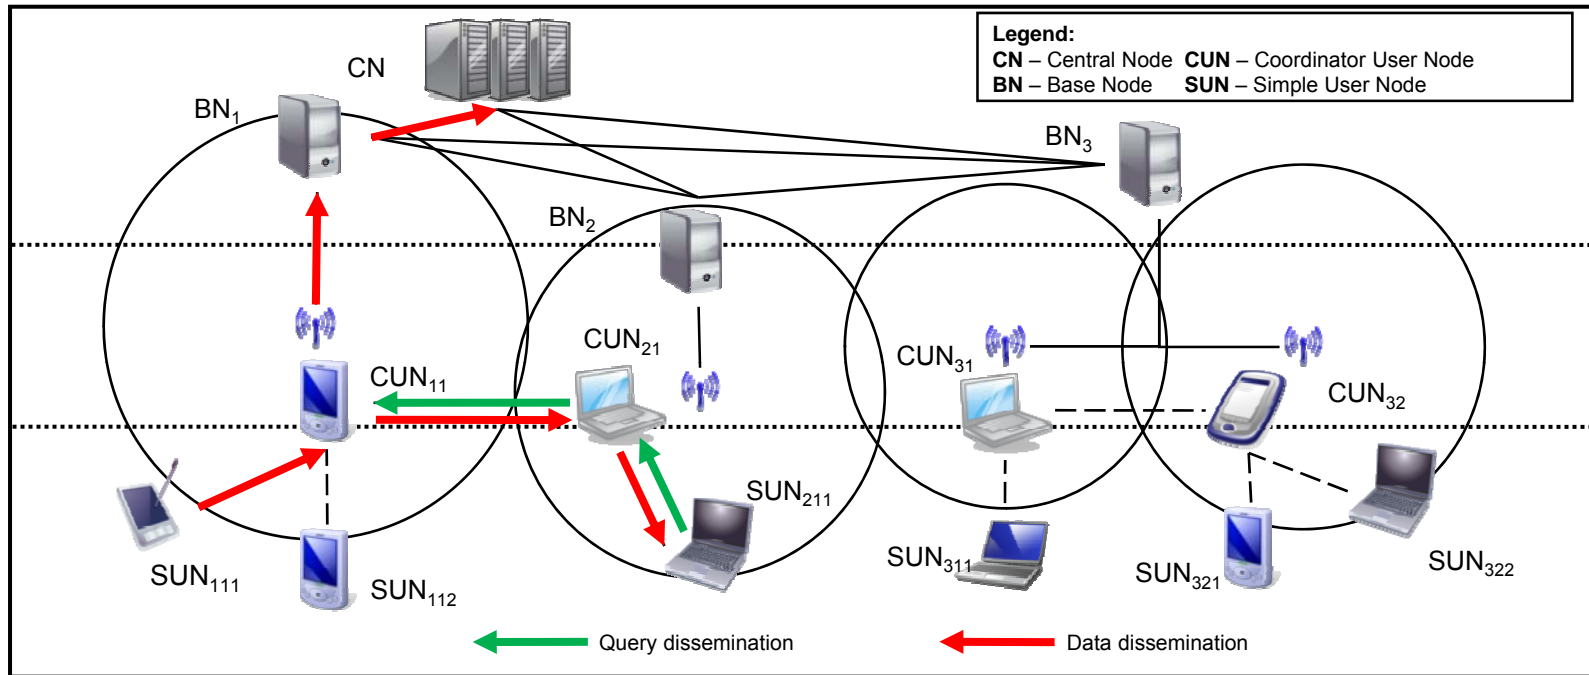 Legend:
CN – Central Node CUN – Coordinator User Node
BN – Base Node SUN – Simple User Node
CN
BN1
BN3
BN2
CUN21
CUN31
CUN11
CUN32
SUN211
SUN111
SUN112
SUN311
SUN321
SUN322
Query dissemination
Data dissemination